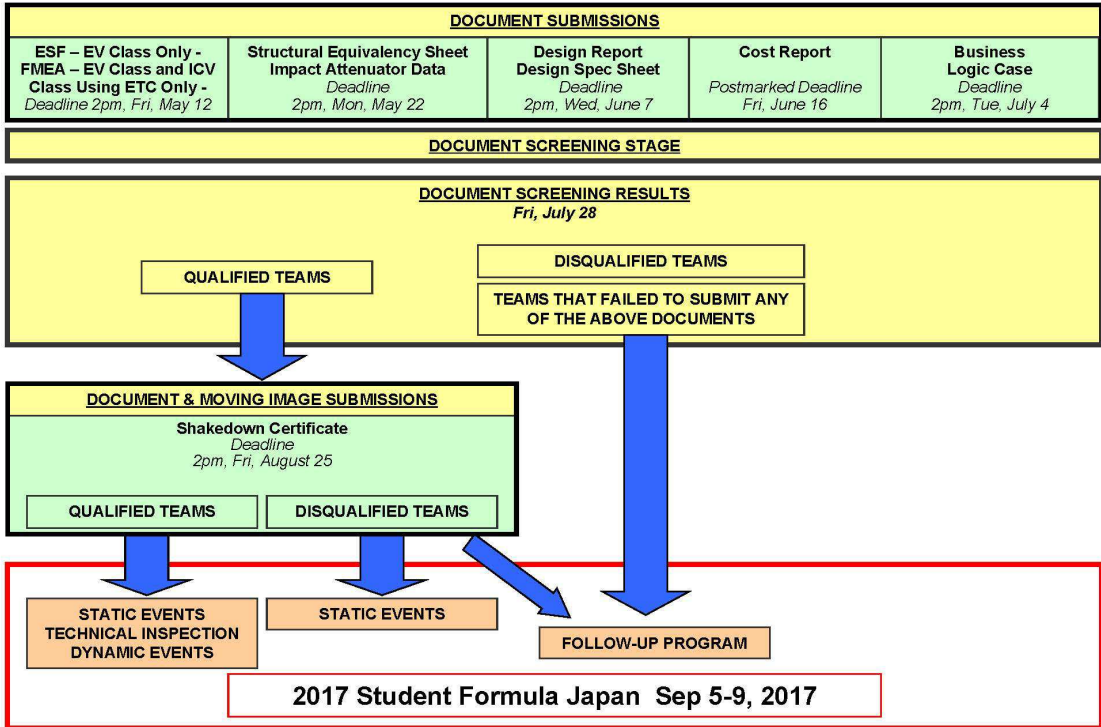 DOCUMENT SUBMISSIONS
ESF – EV Class Only -
FMEA – EV Class and ICV
Class Using ETC Only -
Deadline 2pm, Fri, May 12
Structural Equivalency Sheet
Impact Attenuator Data
Deadline
2pm, Mon, May 22
Design Report
Design Spec Sheet
Deadline
2pm, Wed, June 7
Cost Report
Postmarked Deadline
Fri, June 16
Business
Logic Case
Deadline
2pm, Tue, July 4
DOCUMENT SCREENING STAGE
DOCUMENT SCREENING RESULTS
Fri, July 28
QUALIFIED TEAMS
DISQUALIFIED TEAMS
TEAMS THAT FAILED TO SUBMIT ANY
OF THE ABOVE DOCUMENTS
DOCUMENT & MOVING IMAGE SUBMISSIONS
Shakedown Certificate
Deadline
2pm, Fri, August 25
QUALIFIED TEAMS
DISQUALIFIED TEAMS
STATIC EVENTS
TECHNICAL INSPECTION
DYNAMIC EVENTS
STATIC EVENTS
FOLLOW-UP PROGRAM
2017 Student Formula Japan Sep 5-9, 2017